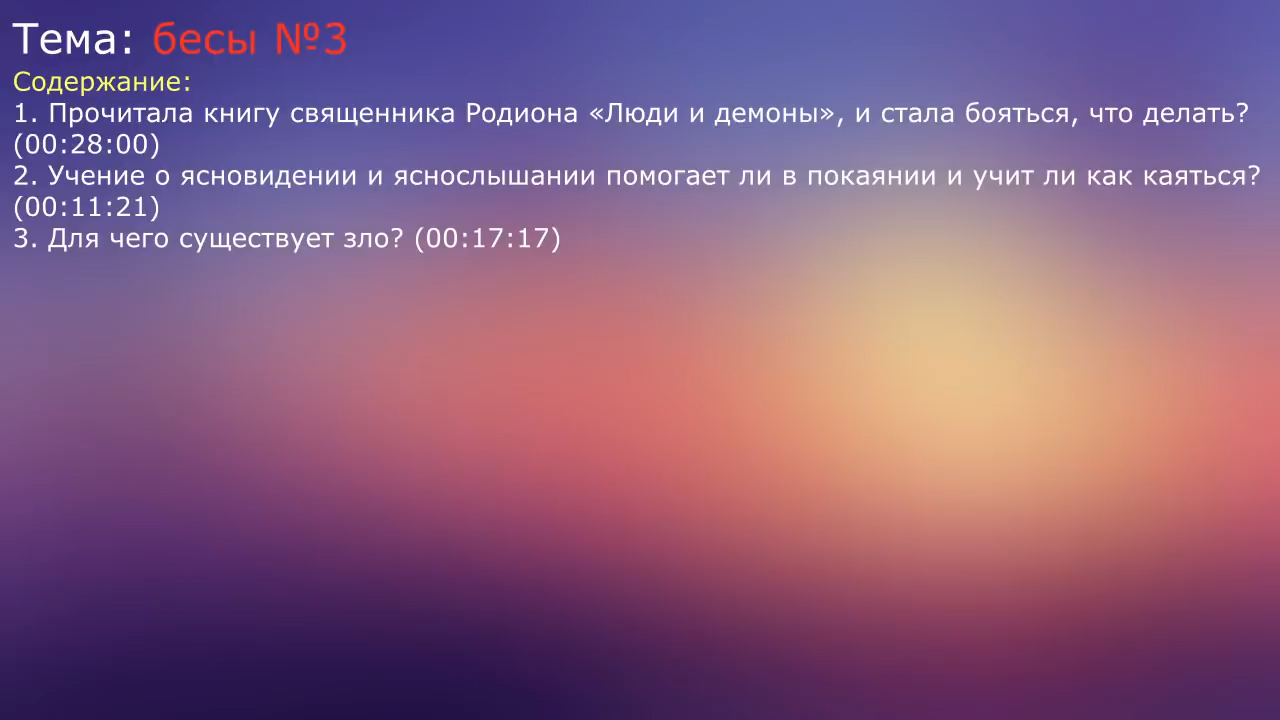 Тема: бесы №3
Содержание:
1. Прочитала книгу священника Родиона «Люди и демоны», и стала бояться, что делать?
(00:28:00)
2. Учение о ясновидении и яснослышании помогает ли в покаянии и учит ли как каяться?
(00:11:21)
3. Для чего существует зло? (00:17:17)